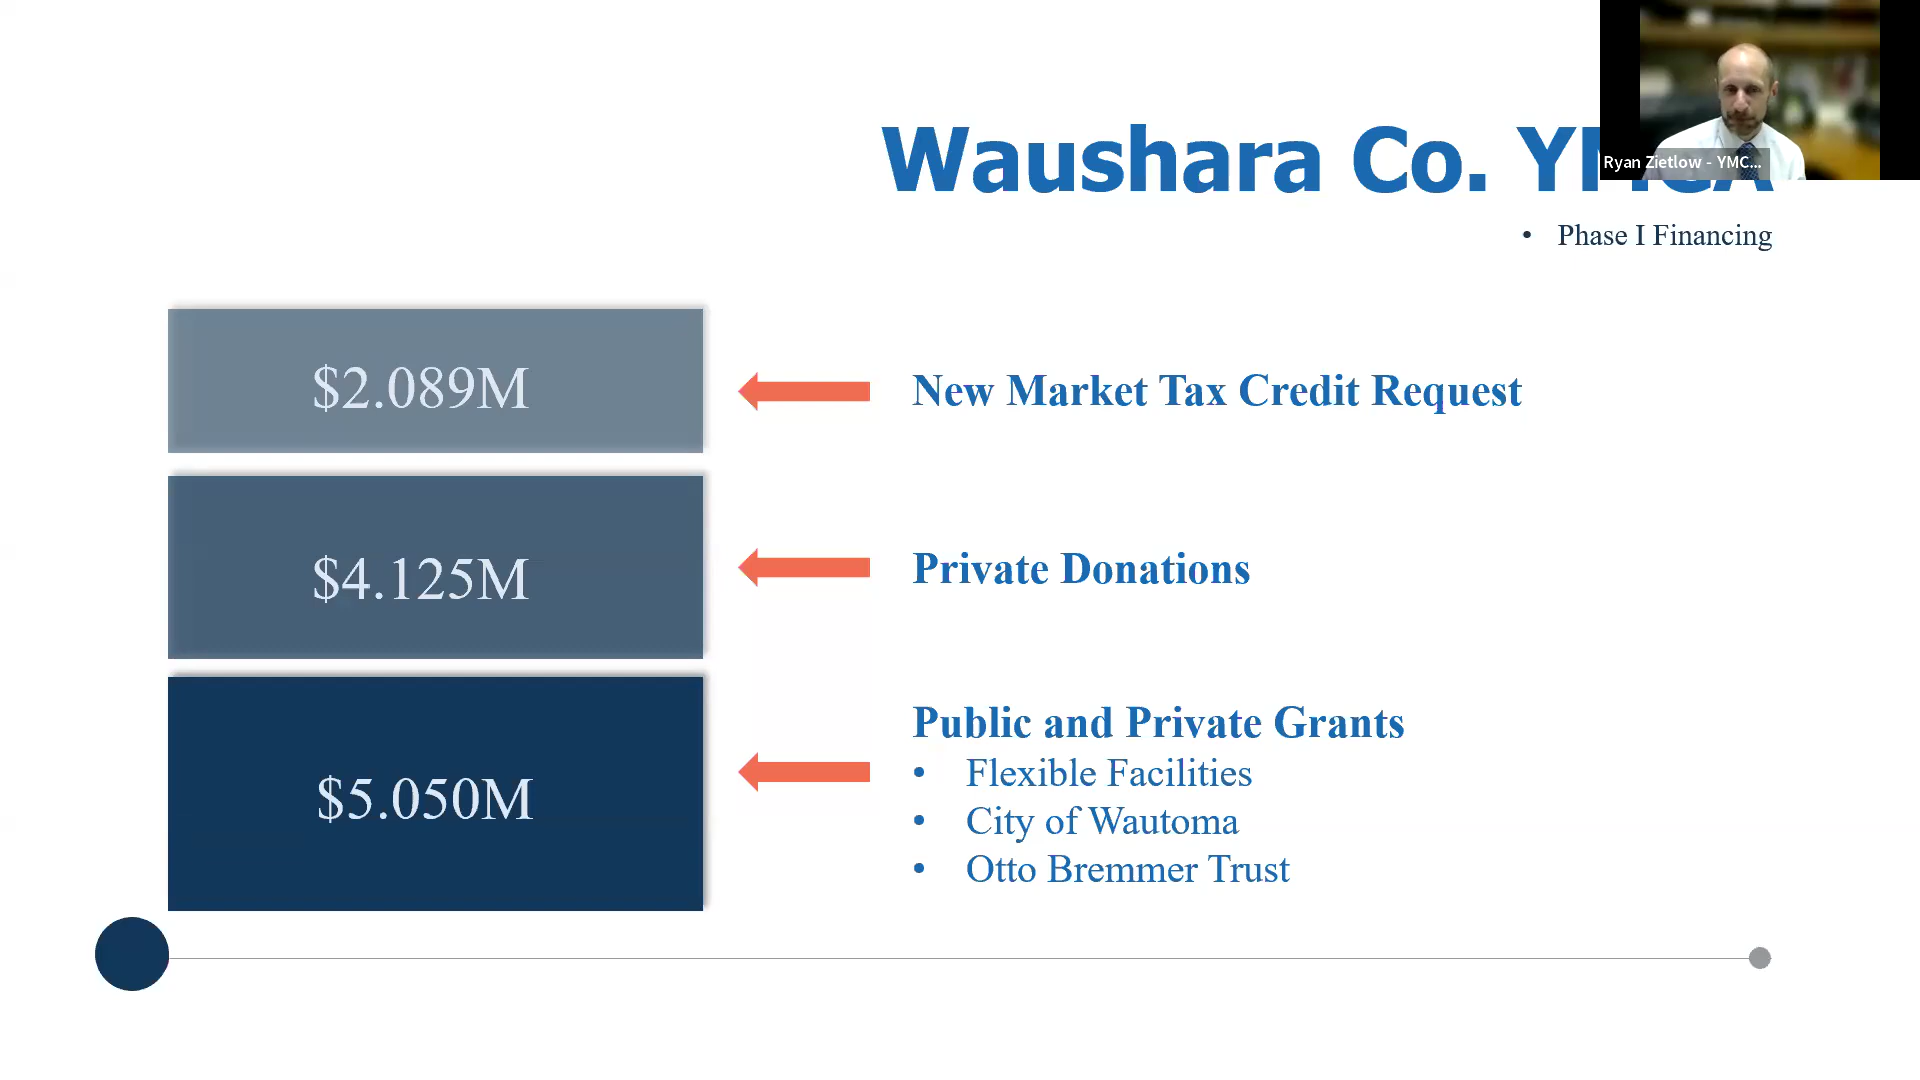 Waushara Co. YMCA
Ryan Zietlow - YMC...
• Phase I Financing
$2.089M
New Market Tax Credit Request
$4.125M
Private Donations
$5.050M
Public and Private Grants
• Flexible Facilities
• City of Wautoma
• Otto Bremmer Trust